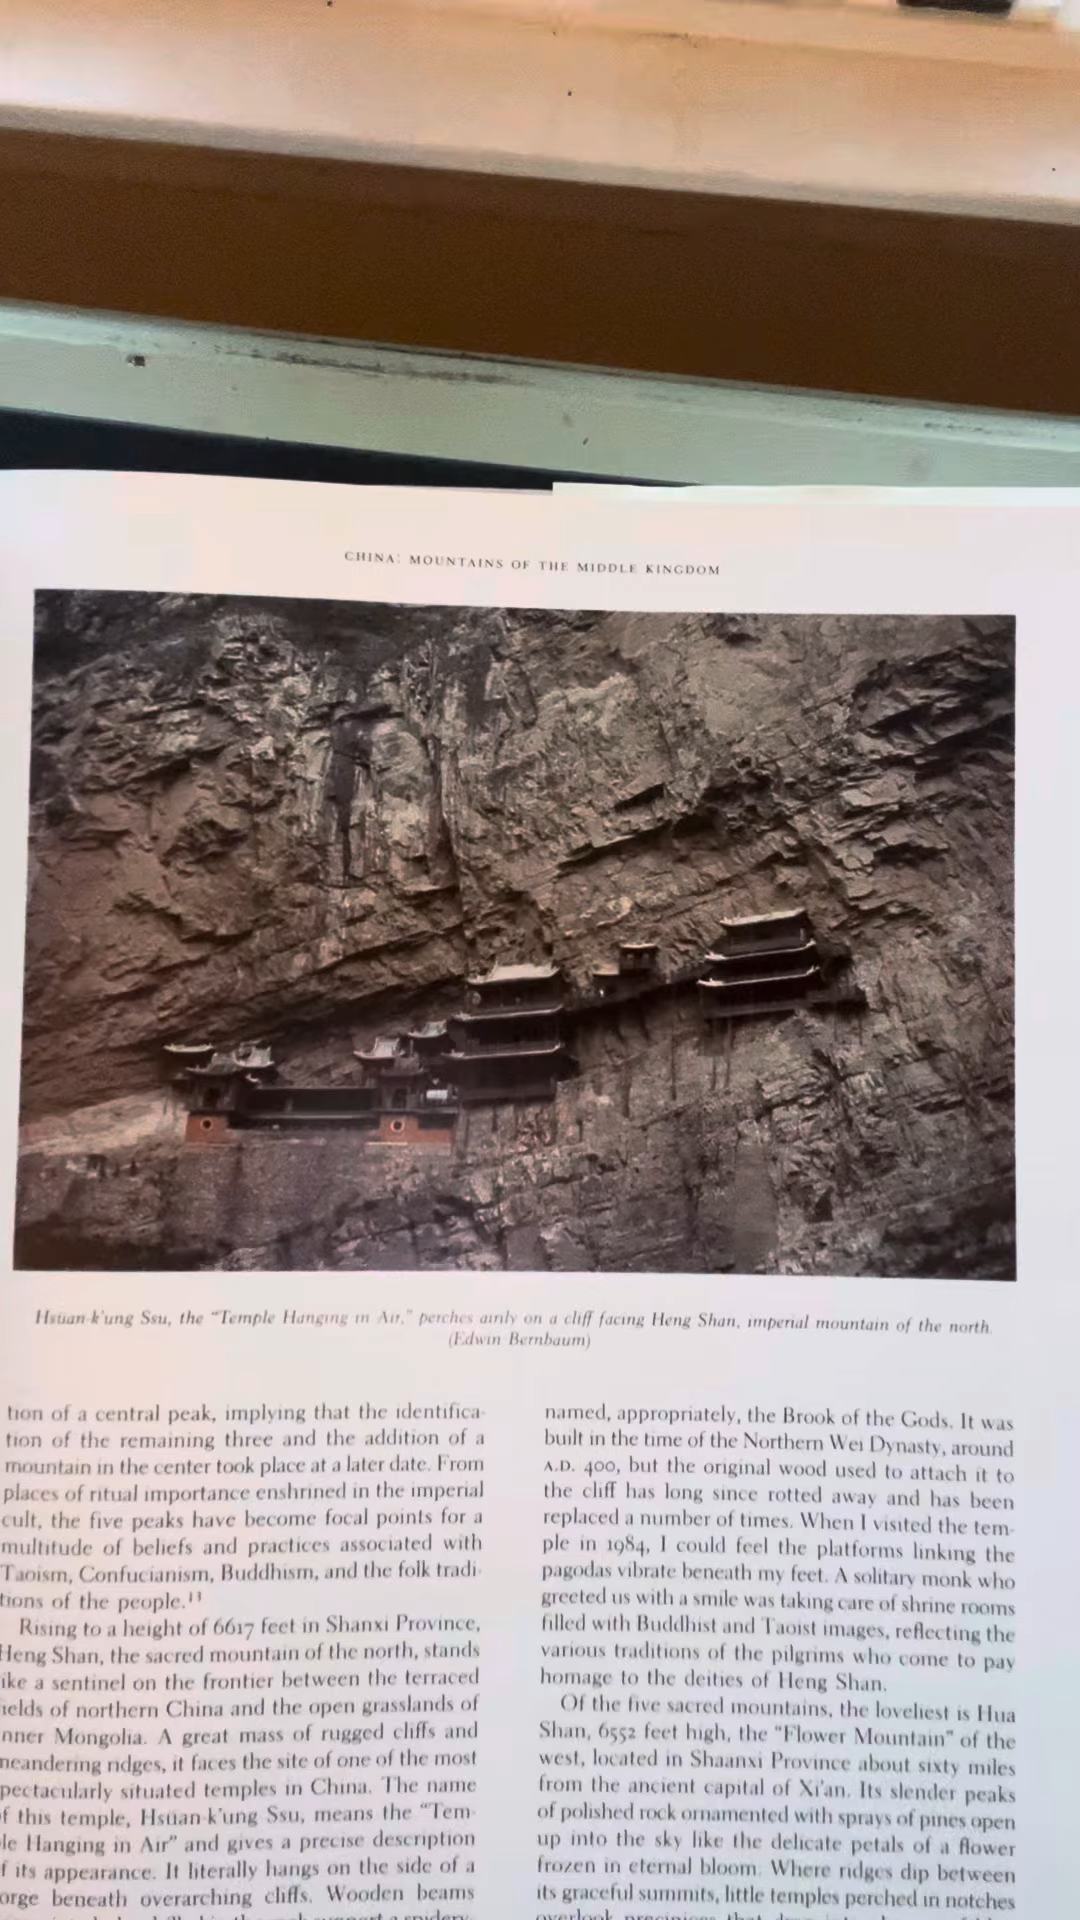 CHINA: MOUNTAINS OF THE MIDDLE KINGDOM
Hsüan-k'ung Ssu, the "Temple Hanging in Air," perches airily on a cliff facing Heng Shan, imperial mountain of the north.
(Edwin Bernbaum)
tion of a central peak, implying that the identifica-
tion of the remaining three and the addition of a
mountain in the center took place at a later date. From
places of ritual importance enshrined in the imperial
cult, the five peaks have become focal points for a
multitude of beliefs and practices associated with
Taoism, Confucianism, Buddhism, and the folk tradi-
tions of the people.¹³
Rising to a height of 6617 feet in Shanxi Province,
Heng Shan, the sacred mountain of the north, stands
ike a sentinel on the frontier between the terraced
ields of northern China and the open grasslands of
nner Mongolia. A great mass of rugged cliffs and
neandering ridges, it faces the site of one of the most
pectacularly situated temples in China. The name
f this temple, Hsüan-k'ung Ssu, means the "Tem-
le Hanging in Air" and gives a precise description
f its appearance. It literally hangs on the side of a
orge beneath overarching cliffs. Wooden beams
named, appropriately, the Brook of the Gods. It was
built in the time of the Northern Wei Dynasty, around
A.D. 400, but the original wood used to attach it to
the cliff has long since rotted away and has been
replaced a number of times. When I visited the tem-
ple in 1984, I could feel the platforms linking the
pagodas vibrate beneath my feet. A solitary monk who
greeted us with a smile was taking care of shrine rooms
filled with Buddhist and Taoist images, reflecting the
various traditions of the pilgrims who come to pay
homage to the deities of Heng Shan.
Of the five sacred mountains, the loveliest is Hua
Shan, 6552 feet high, the "Flower Mountain" of the
west, located in Shaanxi Province about sixty miles
from the ancient capital of Xi'an. Its slender peaks
of polished rock ornamented with sprays of pines open
up into the sky like the delicate petals of a flower
frozen in eternal bloom. Where ridges dip between
its graceful summits, little temples perched in notches